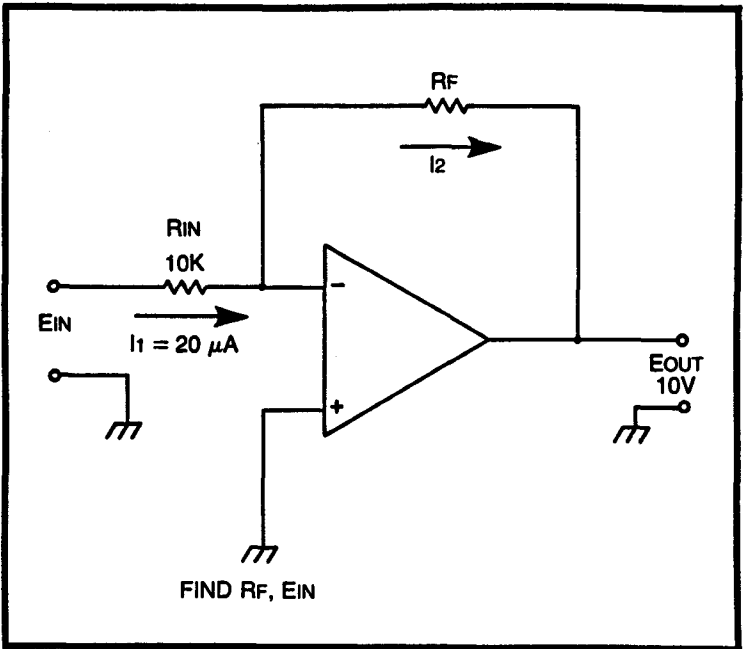 RF
I2
RIN
10K
−
EIN
I1 = 20 μA
EOUT
10V
+
FIND RF, EIN